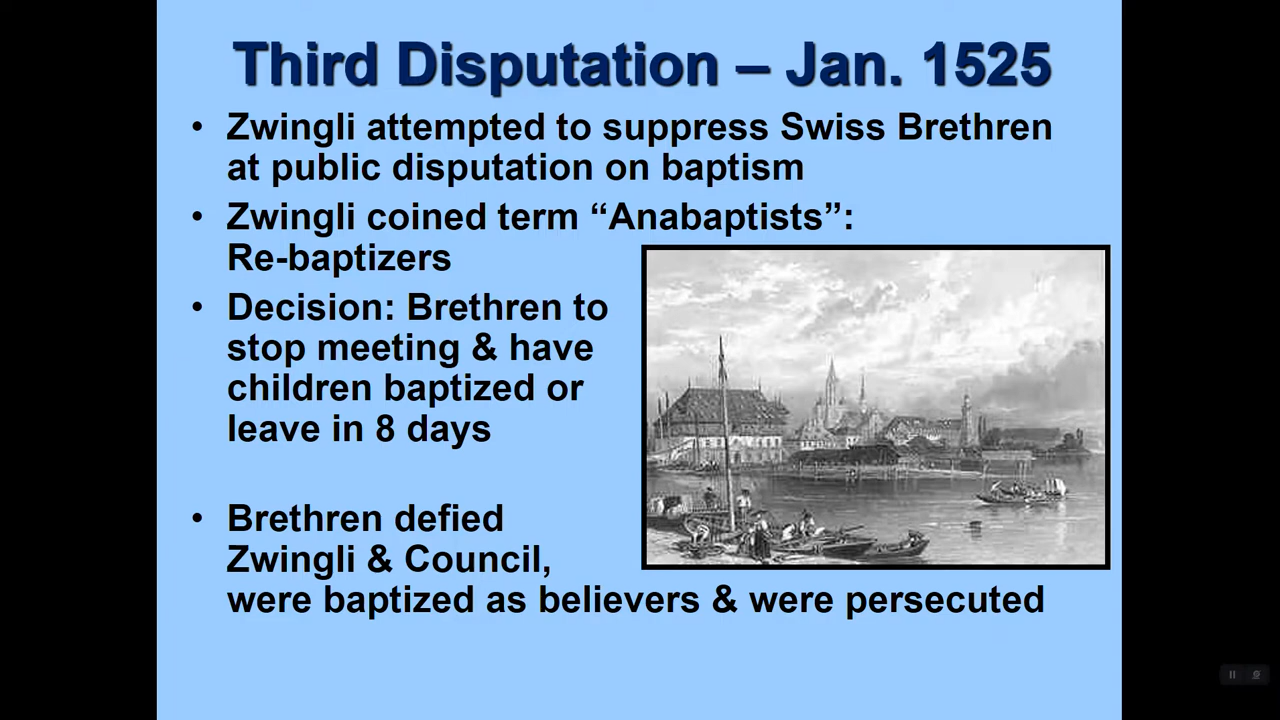 Third Disputation – Jan. 1525
• Zwingli attempted to suppress Swiss Brethren
at public disputation on baptism
• Zwingli coined term “Anabaptists”:
Re-baptizers
• Decision: Brethren to
stop meeting & have
children baptized or
leave in 8 days
• Brethren defied
Zwingli & Council,
were baptized as believers & were persecuted